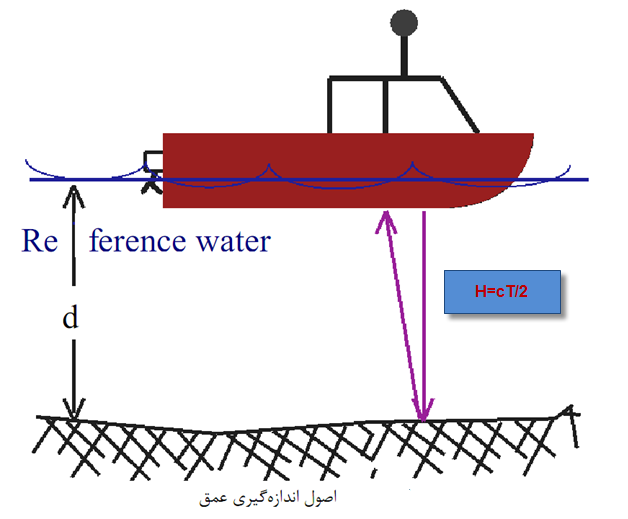 Re ference water
d
H=cT/2
اصول اندازه‌گیری عمق